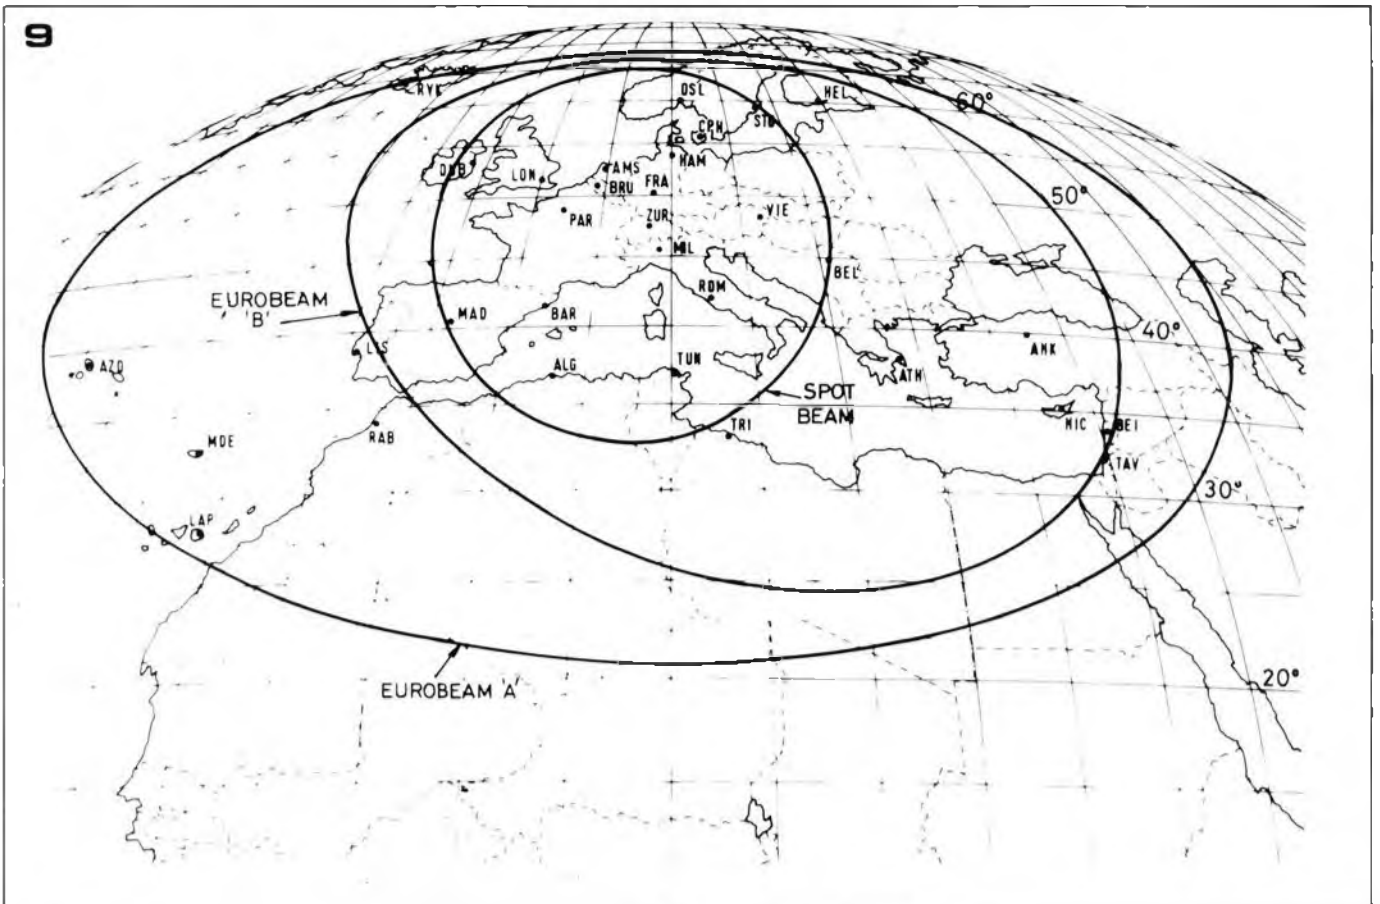 9
RYK
OSL
HEL
60°
STO
CPH
DUB
LON
AMS
HAM
BRU
FRA
50°
PAR
ZUR
VIE
MIL
BEL
EUROBEAM
'B'
ROM
MAD
BAR
40°
ANK
LIS
AZO
ALG
TUN
ATH
SPOT
BEAM
MDE
RAB
TRI
NIC
BEI
TAV
30°
LAP
EUROBEAM 'A'
20°